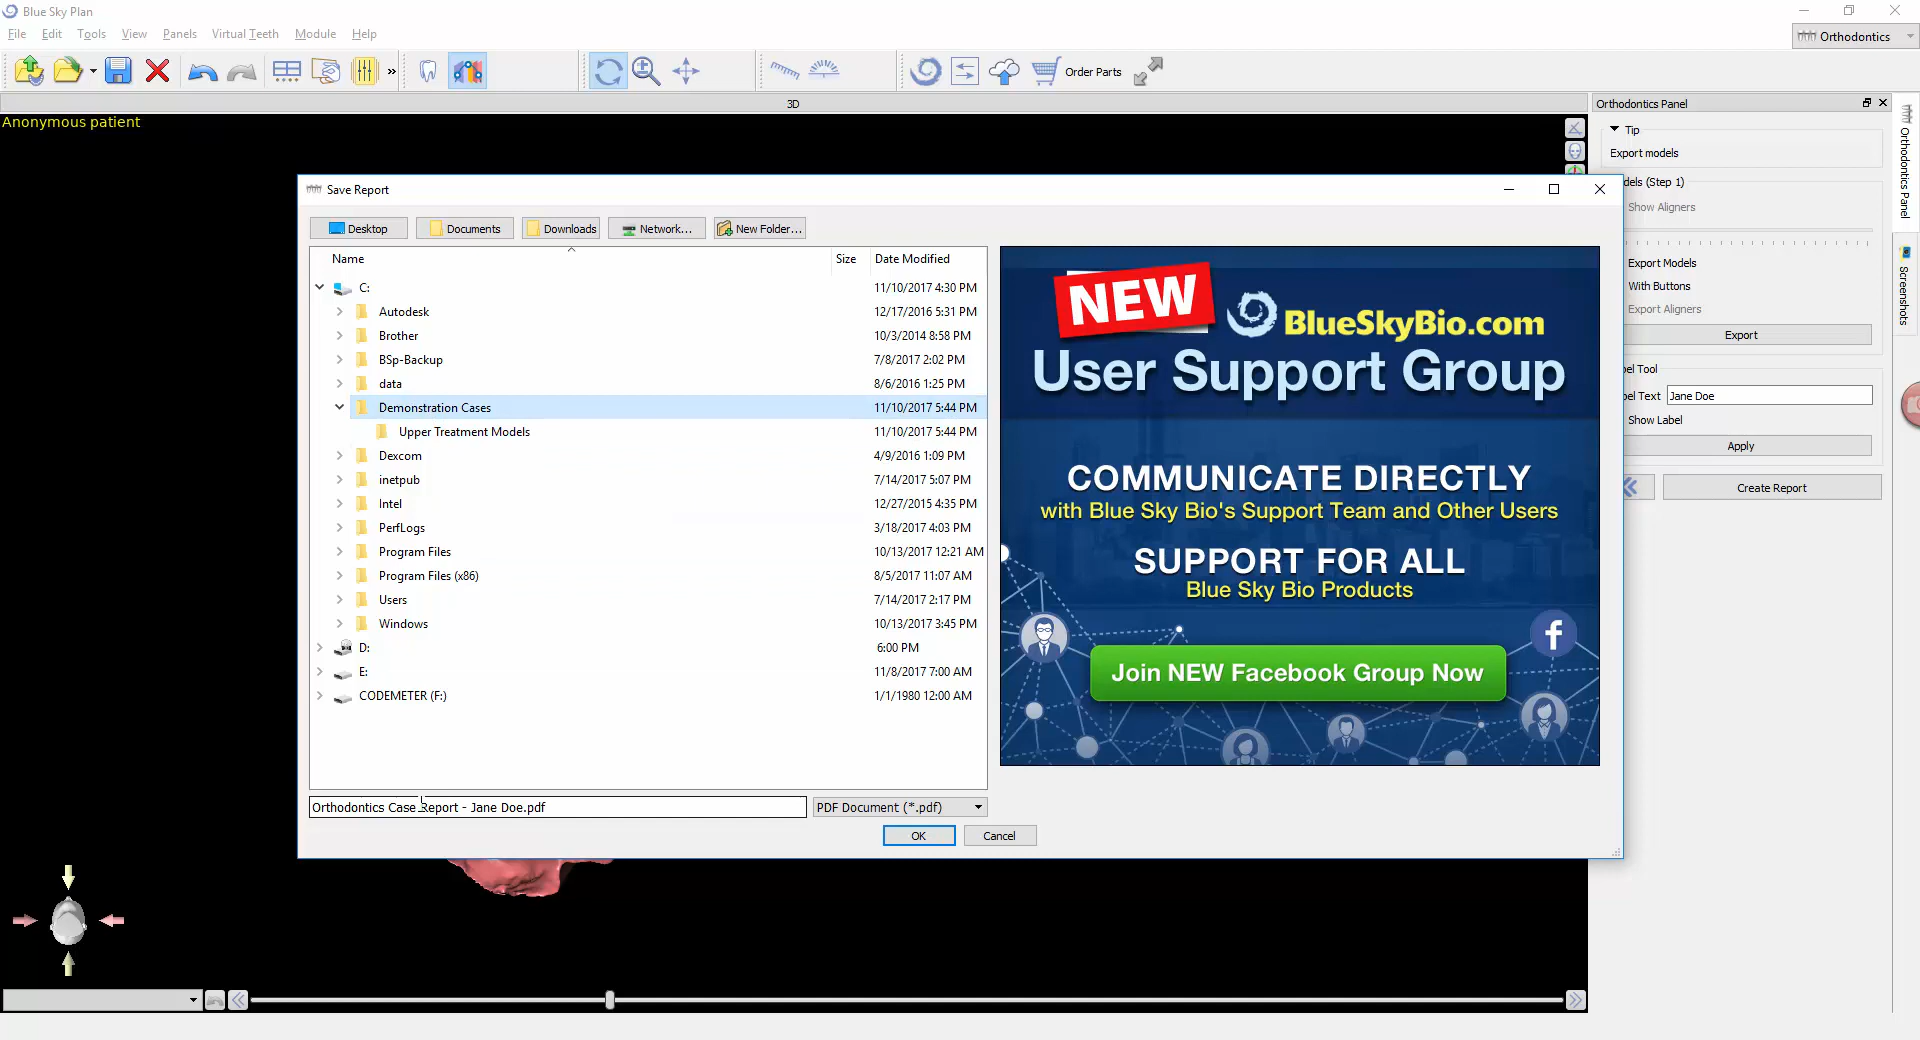 Blue Sky Plan
File Edit Tools View Panels Virtual Teeth Module Help
Orthodontics
» Order Parts
3D
Orthodontics Panel
Anonymous patient
Tip
Export models
Save Report
dels (Step 1)
Show Aligners
Desktop Documents Downloads Network... New Folder...
Name Size Date Modified
C: 11/10/2017 4:30 PM
Autodesk 12/17/2016 5:31 PM
Brother 10/3/2014 8:58 PM
BSp-Backup 7/8/2017 2:02 PM
data 8/6/2016 1:25 PM
Demonstration Cases 11/10/2017 5:44 PM
Upper Treatment Models 11/10/2017 5:44 PM
Dexcom 4/9/2016 1:09 PM
inetpub 7/14/2017 5:07 PM
Intel 12/27/2015 4:35 PM
PerfLogs 3/18/2017 4:03 PM
Program Files 10/13/2017 12:21 AM
Program Files (x86) 8/5/2017 11:07 AM
Users 7/14/2017 2:17 PM
Windows 10/13/2017 3:45 PM
D: 6:00 PM
E: 11/8/2017 7:00 AM
CODEMETER (F:) 1/1/1980 12:00 AM
NEW
BlueSkyBio.com
User Support Group
COMMUNICATE DIRECTLY
with Blue Sky Bio's Support Team and Other Users
SUPPORT FOR ALL
Blue Sky Bio Products
f
Join NEW Facebook Group Now
Export Models
With Buttons
Export Aligners
Export
bel Tool
bel Text Jane Doe
Show Label
Apply
Create Report
Orthodontics Panel
Screenshots
Orthodontics Case Report - Jane Doe.pdf
PDF Document (*.pdf)
OK Cancel